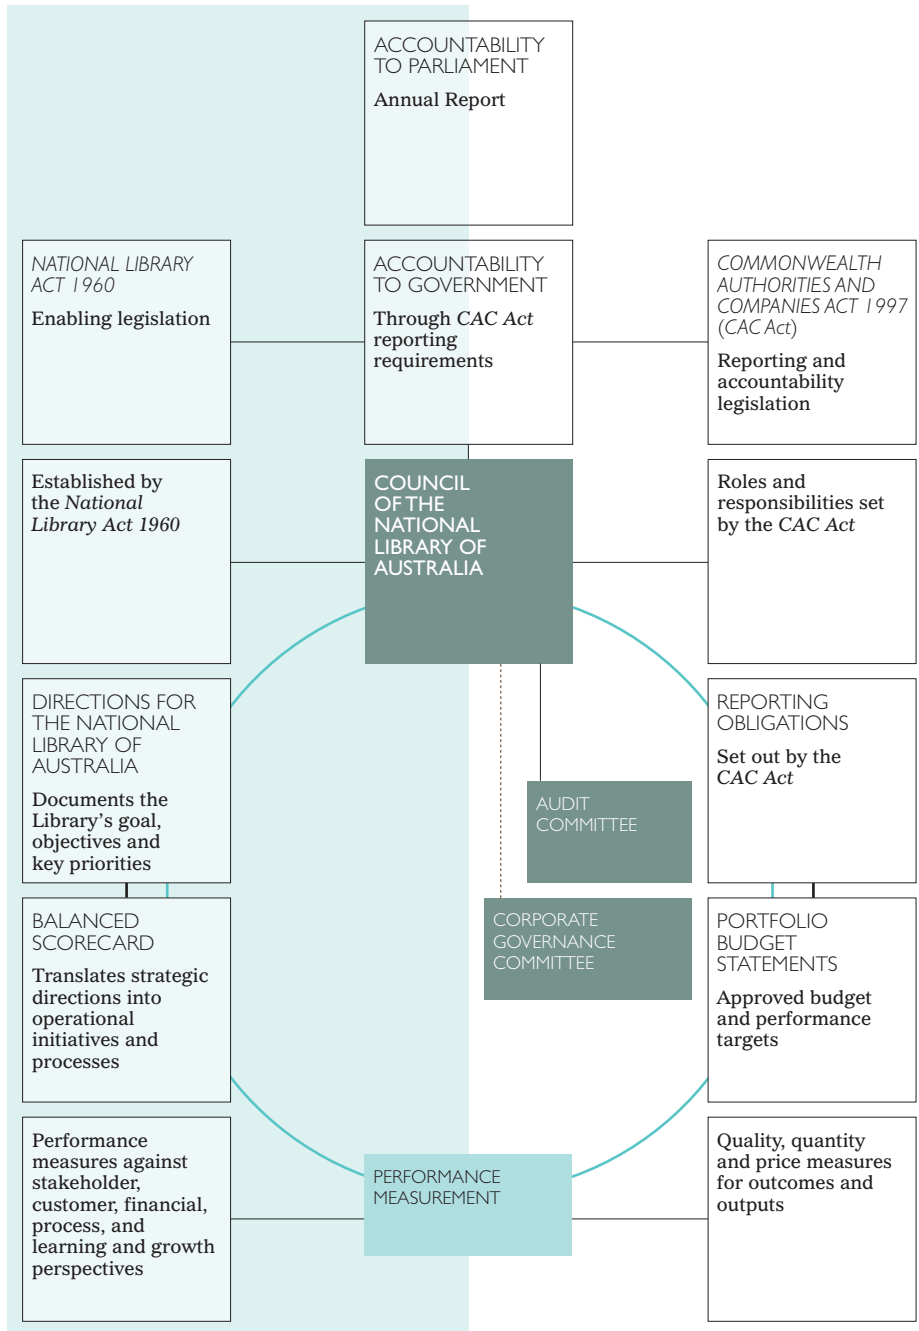 ACCOUNTABILITY
TO PARLIAMENT
Annual Report
NATIONAL LIBRARY
ACT 1960
Enabling legislation
ACCOUNTABILITY
TO GOVERNMENT
Through CAC Act
reporting
requirements
COMMONWEALTH
AUTHORITIES AND
COMPANIES ACT 1997
(CAC Act)
Reporting and
accountability
legislation
Established by
the National
Library Act 1960
COUNCIL
OF THE
NATIONAL
LIBRARY OF
AUSTRALIA
Roles and
responsibilities set
by the CAC Act
DIRECTIONS FOR
THE NATIONAL
LIBRARY OF
AUSTRALIA
Documents the
Library’s goal,
objectives and
key priorities
AUDIT
COMMITTEE
REPORTING
OBLIGATIONS
Set out by the
CAC Act
BALANCED
SCORECARD
Translates strategic
directions into
operational
initiatives and
processes
CORPORATE
GOVERNANCE
COMMITTEE
PORTFOLIO
BUDGET
STATEMENTS
Approved budget
and performance
targets
Performance
measures against
stakeholder,
customer, financial,
process, and
learning and growth
perspectives
PERFORMANCE
MEASUREMENT
Quality, quantity
and price measures
for outcomes and
outputs